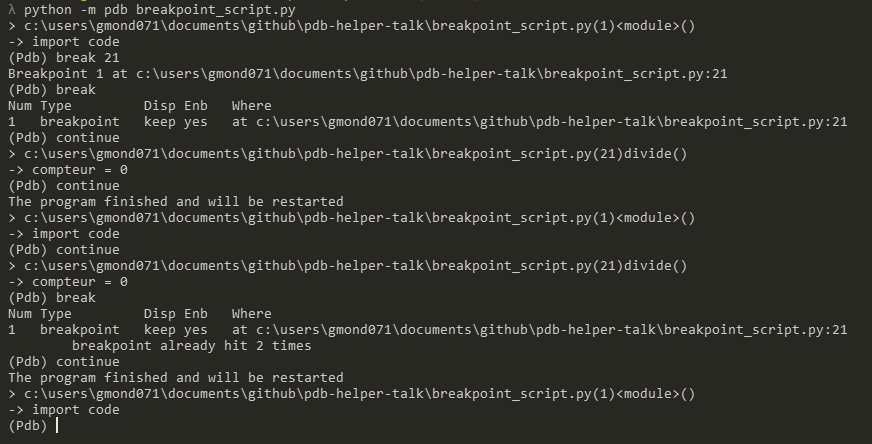 λ python -m pdb breakpoint_script.py
> c:\users\gmond071\documents\github\pdb-helper-talk\breakpoint_script.py(1)<module>()
-> import code
(Pdb) break 21
Breakpoint 1 at c:\users\gmond071\documents\github\pdb-helper-talk\breakpoint_script.py:21
(Pdb) break
Num Type         Disp Enb   Where
1   breakpoint   keep yes   at c:\users\gmond071\documents\github\pdb-helper-talk\breakpoint_script.py:21
(Pdb) continue
> c:\users\gmond071\documents\github\pdb-helper-talk\breakpoint_script.py(21)divide()
-> compteur = 0
(Pdb) continue
The program finished and will be restarted
> c:\users\gmond071\documents\github\pdb-helper-talk\breakpoint_script.py(1)<module>()
-> import code
(Pdb) continue
> c:\users\gmond071\documents\github\pdb-helper-talk\breakpoint_script.py(21)divide()
-> compteur = 0
(Pdb) break
Num Type         Disp Enb   Where
1   breakpoint   keep yes   at c:\users\gmond071\documents\github\pdb-helper-talk\breakpoint_script.py:21
        breakpoint already hit 2 times
(Pdb) continue
The program finished and will be restarted
> c:\users\gmond071\documents\github\pdb-helper-talk\breakpoint_script.py(1)<module>()
-> import code
(Pdb)